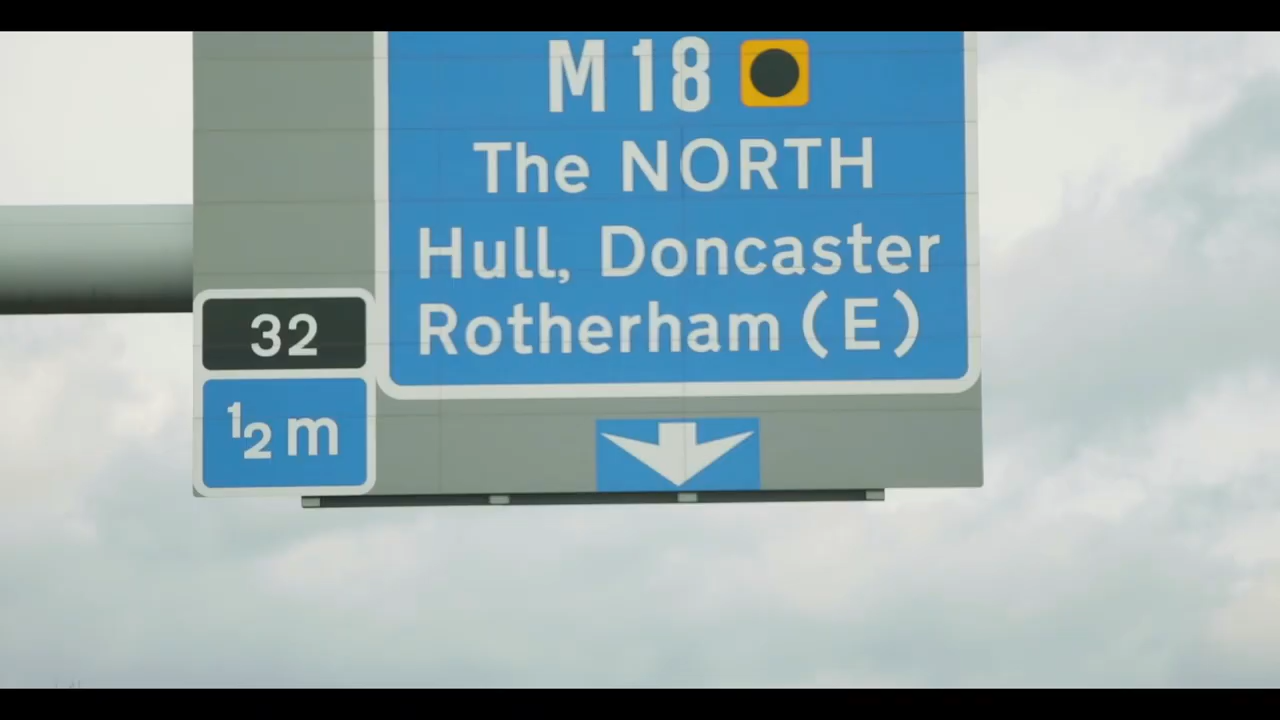 M18
The NORTH
Hull, Doncaster
Rotherham (E)
32
½ m